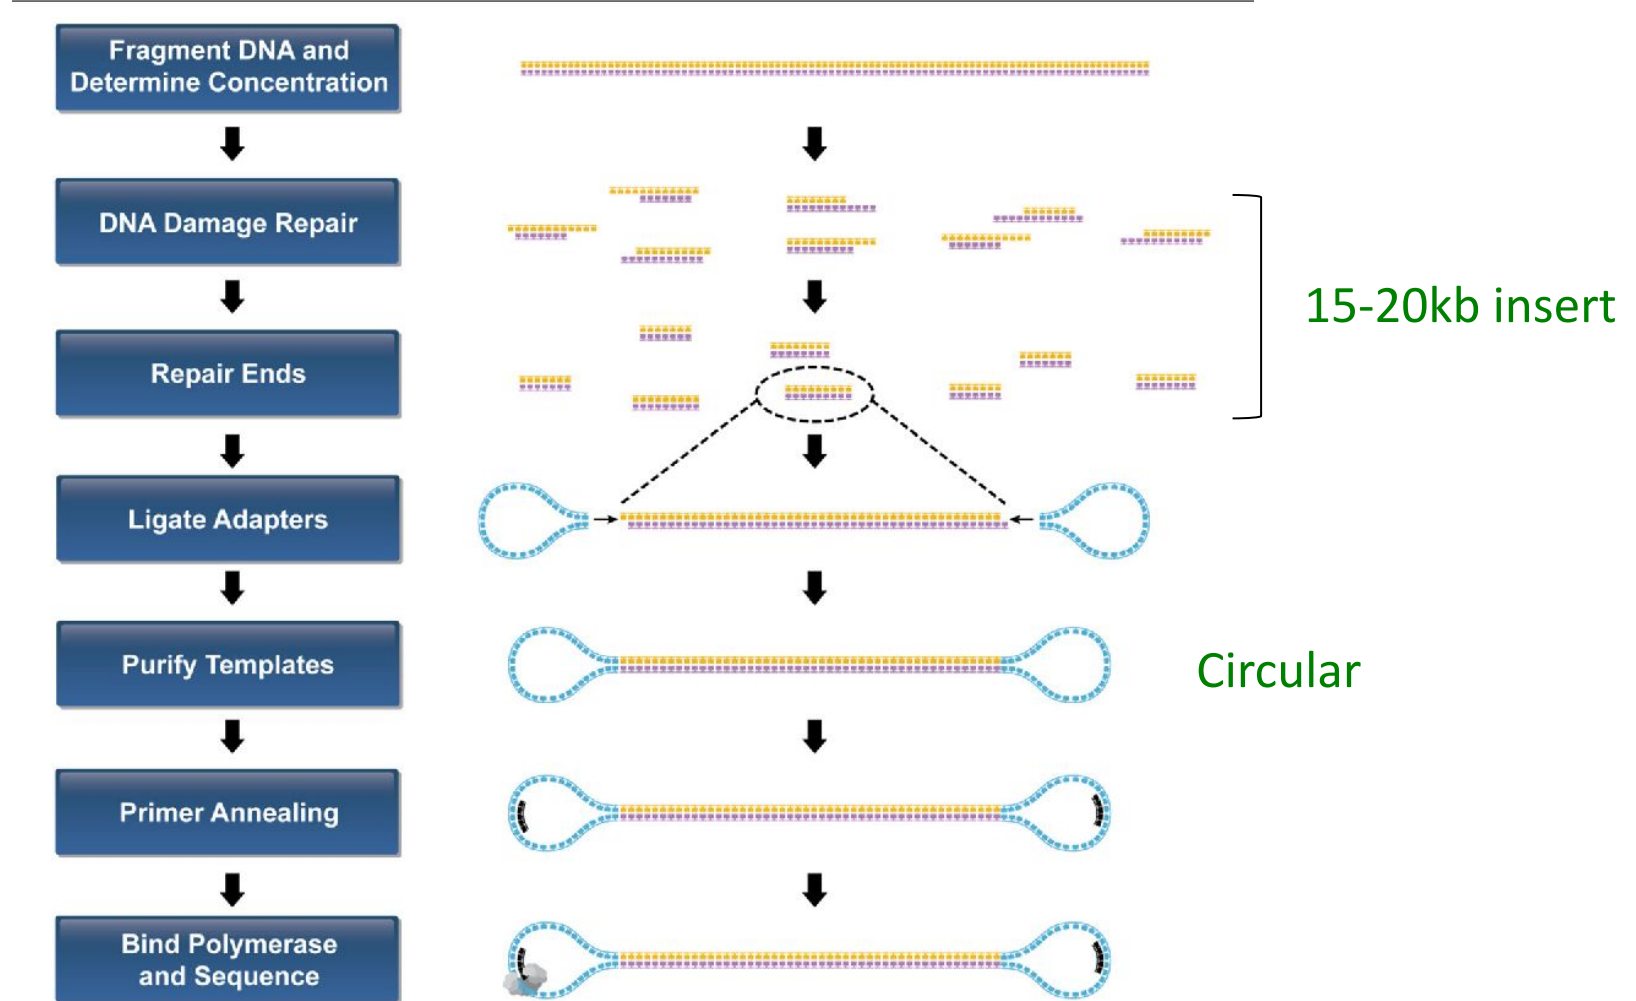 Fragment DNA and
Determine Concentration
DNA Damage Repair
15-20kb insert
Repair Ends
Ligate Adapters
Purify Templates
Circular
Primer Annealing
Bind Polymerase
and Sequence